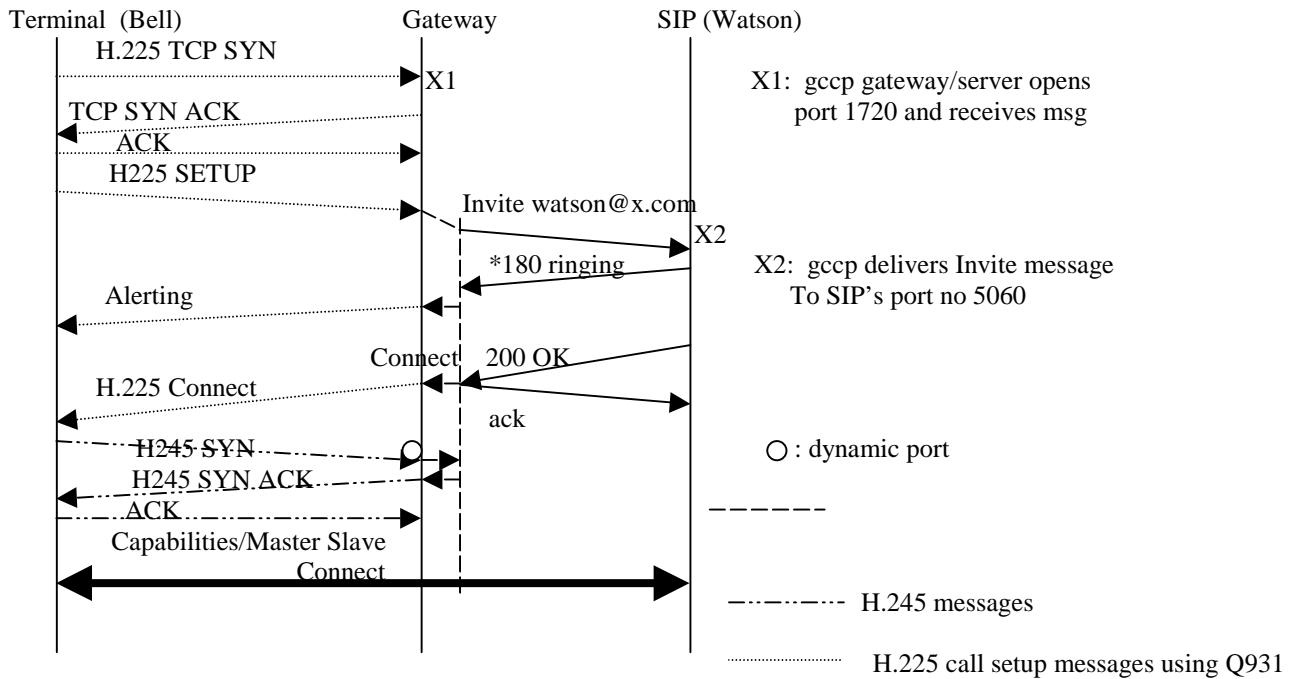 Terminal (Bell)
Gateway
SIP (Watson)
H.225 TCP SYN
X1
X1: gccp gateway/server opens
port 1720 and receives msg
TCP SYN ACK
ACK
H225 SETUP
Invite watson@x.com
X2
*180 ringing
X2: gccp delivers Invite message
To SIP's port no 5060
Alerting
Connect
200 OK
H.225 Connect
ack
H245 SYN
: dynamic port
H245 SYN ACK
ACK
Capabilities/Master Slave
Connect
H.245 messages
H.225 call setup messages using Q931